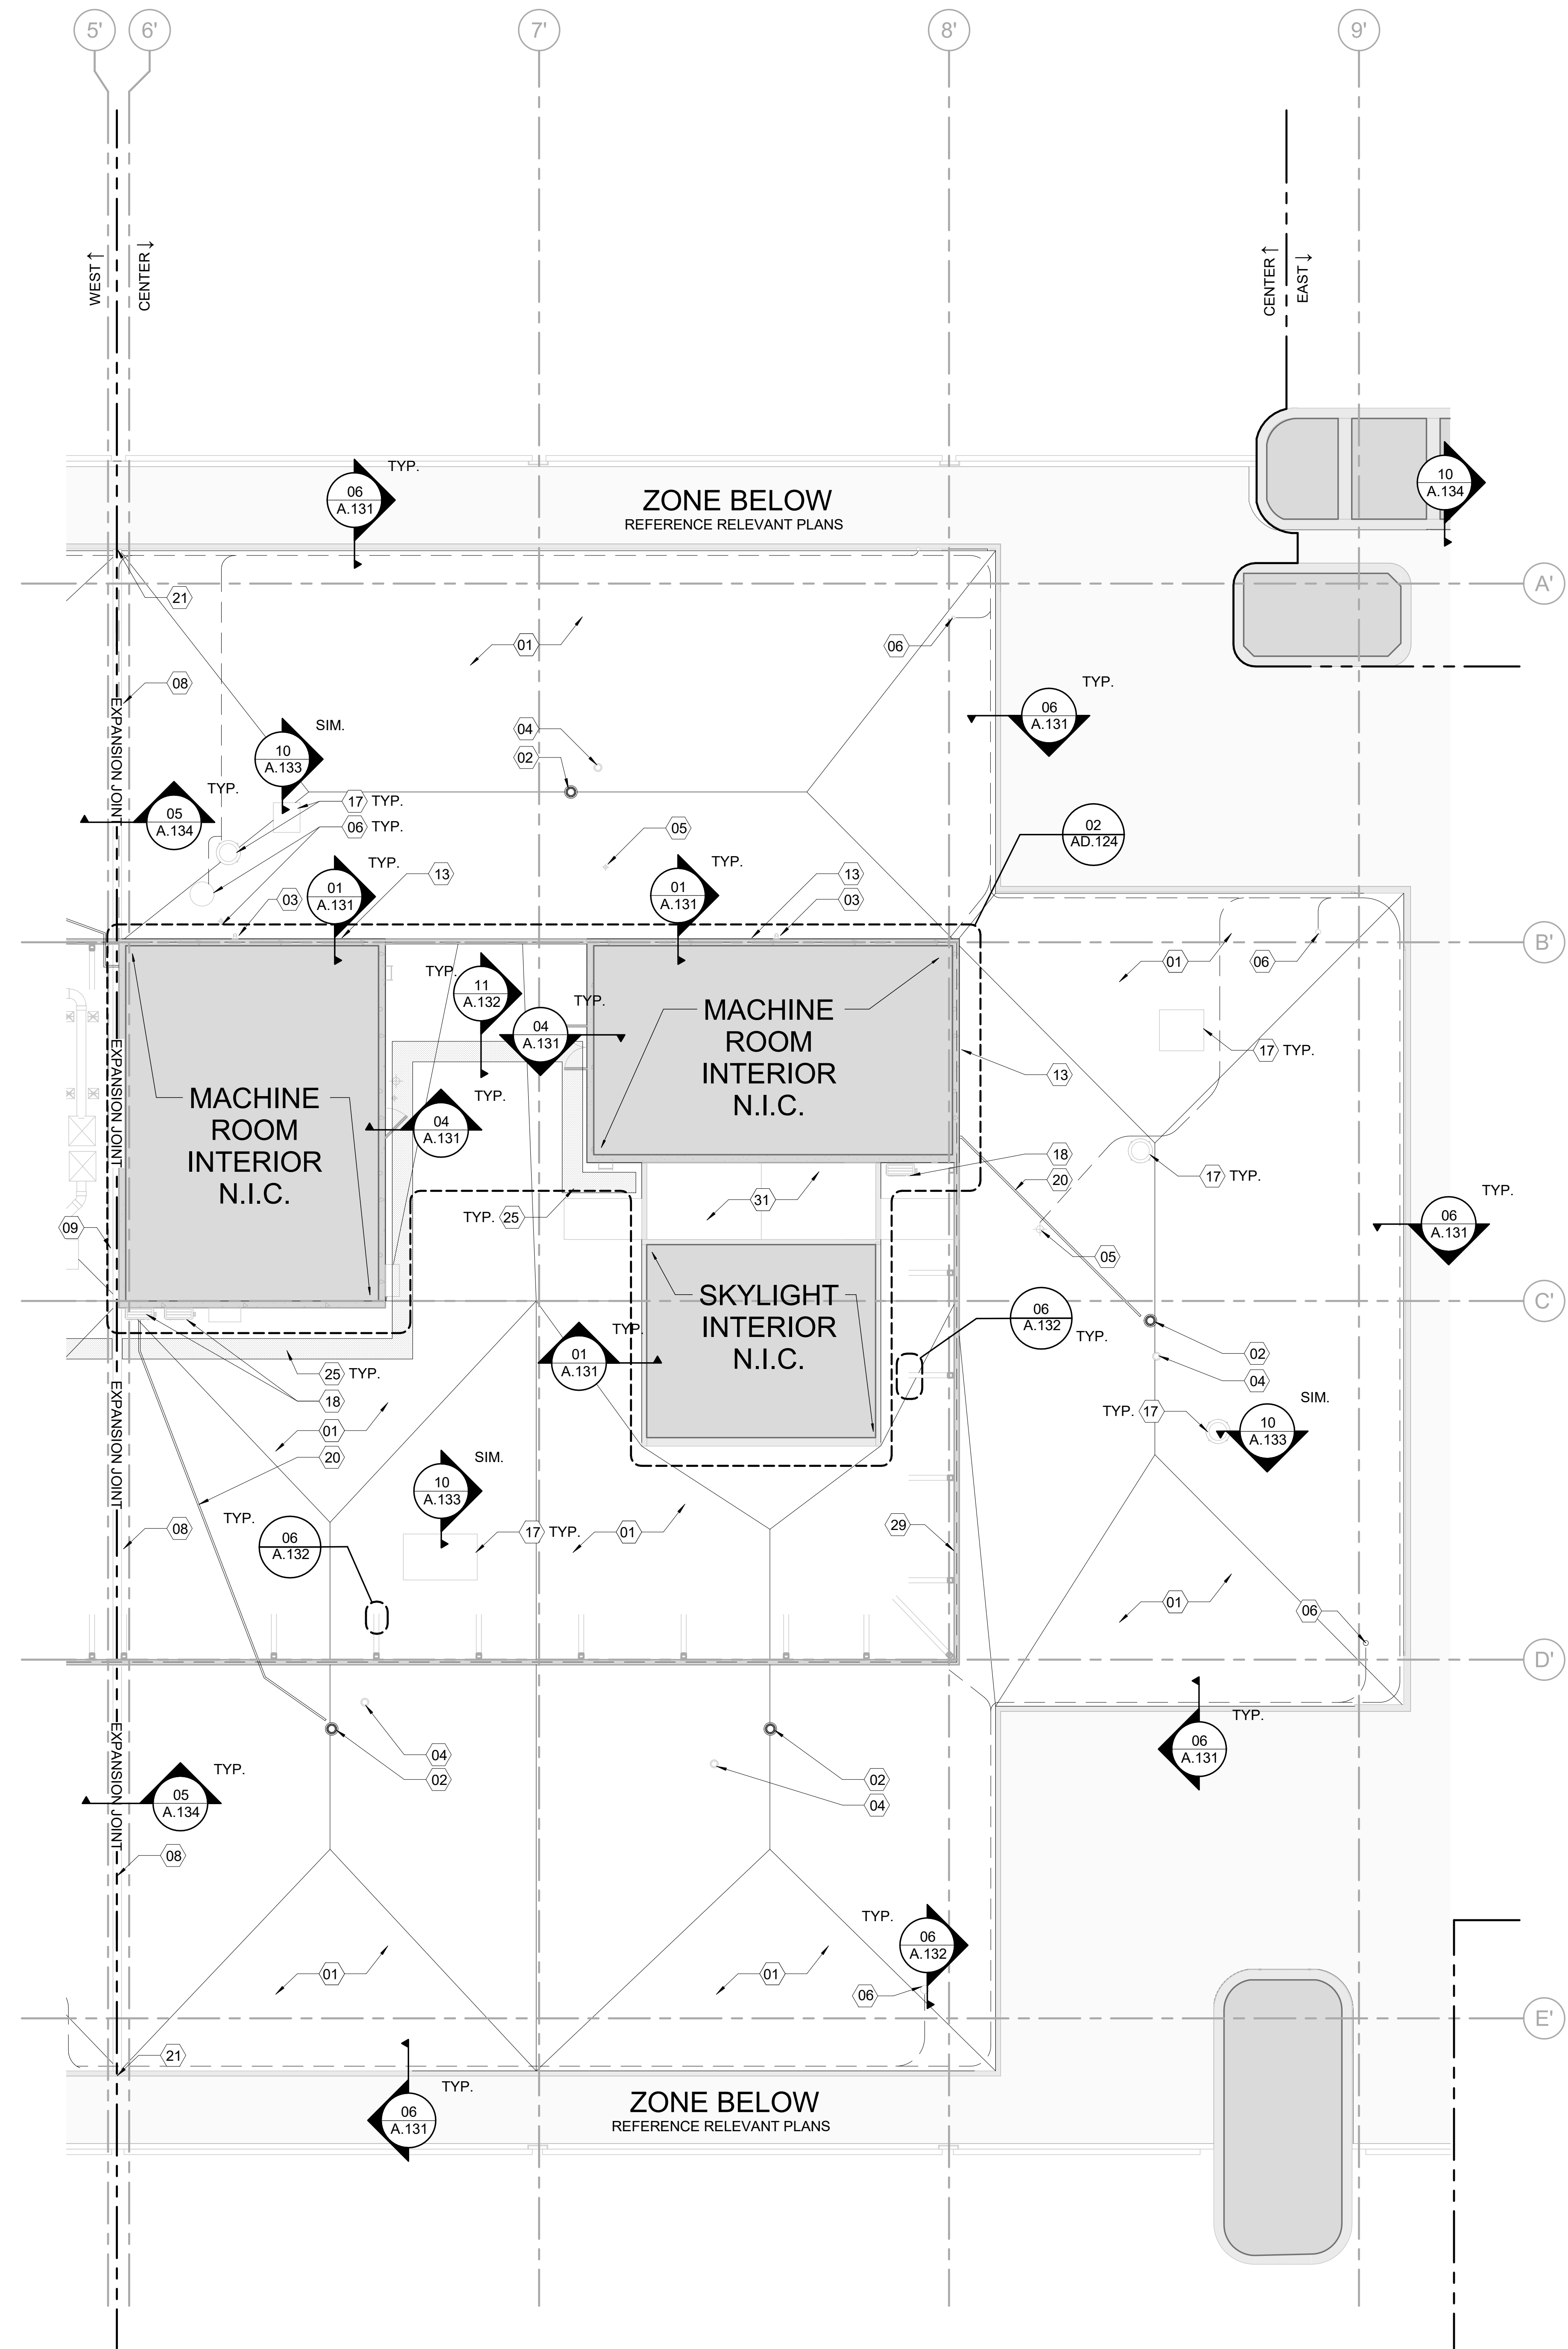 5'
6'
7'
8'
9'
WEST
CENTER
CENTER
EAST
TYP.
06
A.131
ZONE BELOW
REFERENCE RELEVANT PLANS
10
A.134
A'
21
01
06
08
TYP.
06
A.131
EXPANSION JOINT
SIM.
10
A.133
04
02
TYP.
05
A.134
17 TYP.
06 TYP.
05
02
AD.124
TYP.
01
A.131
13
03
TYP.
01
A.131
13
03
B'
01
06
TYP.
11
A.132
TYP.
04
A.131
MACHINE
ROOM
INTERIOR
N.I.C.
17 TYP.
EXPANSION JOINT
13
MACHINE
ROOM
INTERIOR
N.I.C.
TYP.
04
A.131
18
20
17 TYP.
31
TYP. 25
09
TYP.
06
A.131
05
C'
SKYLIGHT
INTERIOR
N.I.C.
06
A.132
TYP.
TYP.
01
A.131
02
04
25 TYP.
18
EXPANSION JOINT
01
20
TYP. 17
SIM.
10
A.133
SIM.
10
A.133
08
TYP.
06
A.132
17 TYP.
01
29
01
06
D'
TYP.
06
A.131
04
02
02
04
EXPANSION JOINT
TYP.
05
A.134
08
TYP.
06
A.132
01
01
06
E'
21
TYP.
06
A.131
ZONE BELOW
REFERENCE RELEVANT PLANS